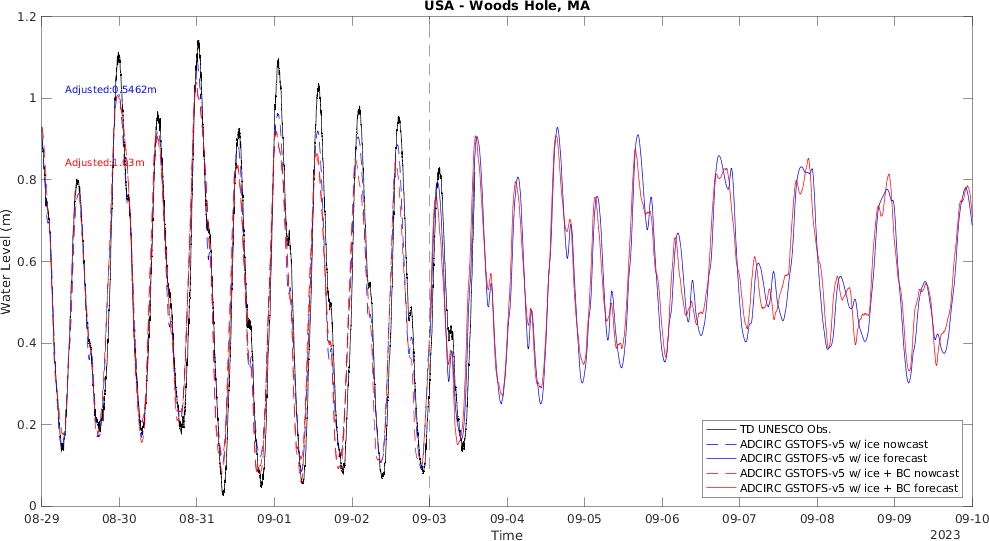 USA - Woods Hole, MA
1.2
1
0.8
0.6
0.4
0.2
0
Water Level (m)
Adjusted:0.5462m
Adjusted:1.03m
TD UNESCO Obs.
ADCIRC GSTOFS-v5 w/ ice nowcast
ADCIRC GSTOFS-v5 w/ ice forecast
ADCIRC GSTOFS-v5 w/ ice + BC nowcast
ADCIRC GSTOFS-v5 w/ ice + BC forecast
08-29 08-30 08-31 09-01 09-02 09-03 09-04 09-05 09-06 09-07 09-08 09-09 09-10
Time
2023